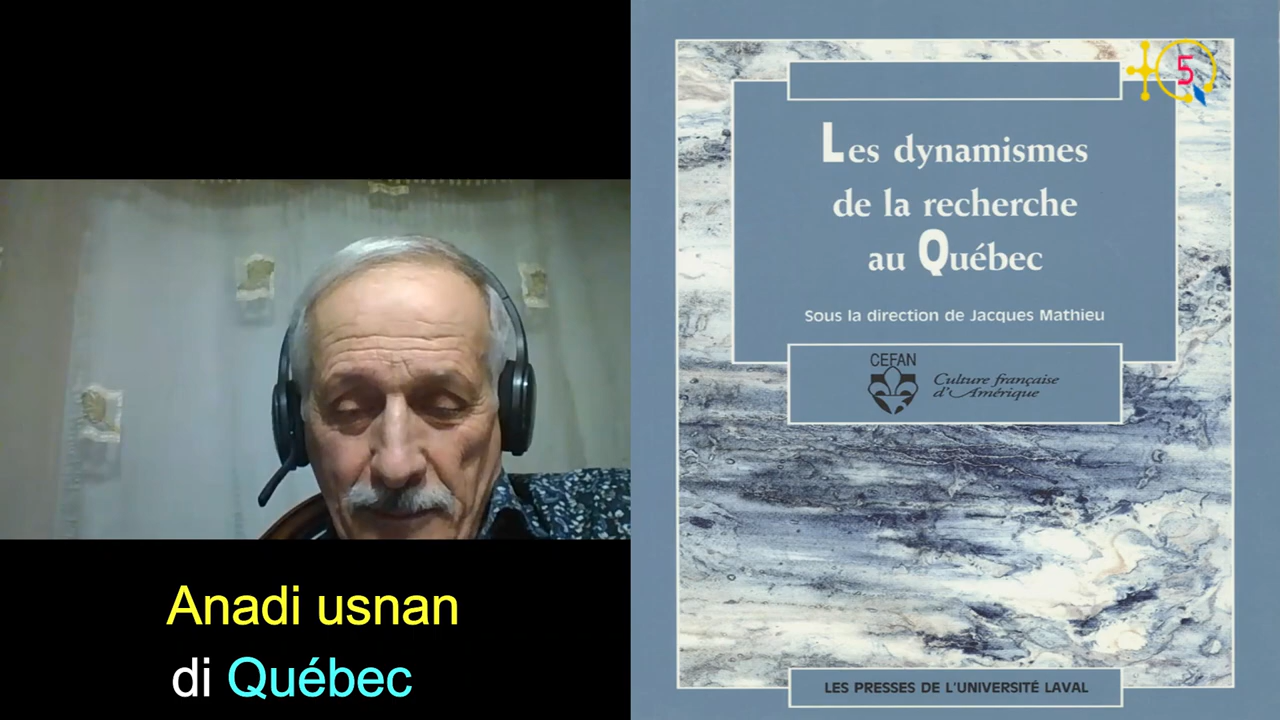 Anadi usnan
di Québec
5
Les dynamismes
de la recherche
au Québec
Sous la direction de Jacques Mathieu
CEFAN
Culture française
d'Amérique
LES PRESSES DE L'UNIVERSITÉ LAVAL